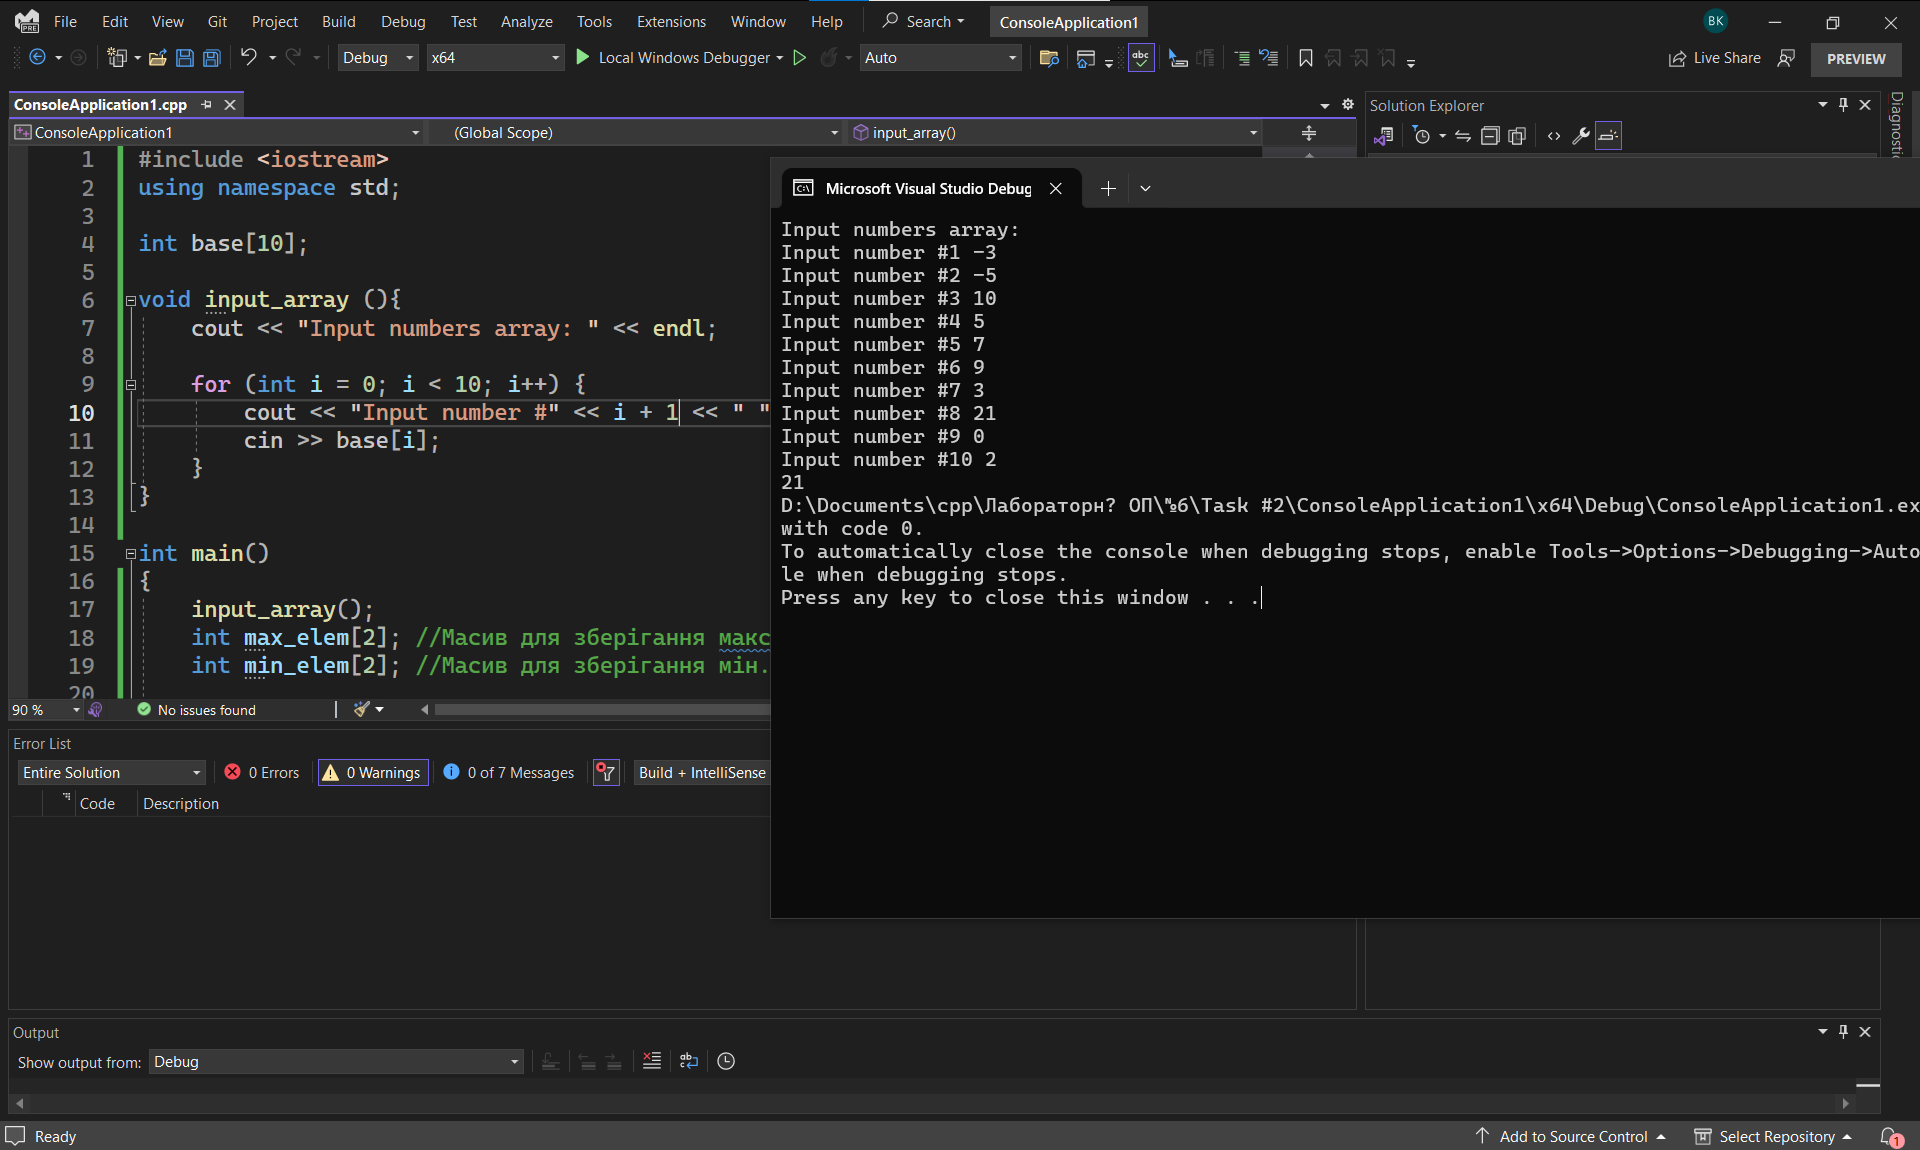 File Edit View Git Project Build Debug Test Analyze Tools Extensions Window Help Search ConsoleApplication1 BK
Debug x64 Local Windows Debugger Auto Live Share PREVIEW
ConsoleApplication1.cpp
ConsoleApplication1 (Global Scope) input_array()
1 #include <iostream>
2 using namespace std;
3
4 int base[10];
5
6 void input_array (){
7 cout << "Input numbers array: " << endl;
8
9 for (int i = 0; i < 10; i++) {
10 cout << "Input number #" << i + 1 << " "
11 cin >> base[i];
12 }
13 }
14
15 int main()
16 {
17 input_array();
18 int max_elem[2]; //Масив для зберігання макс
19 int min_elem[2]; //Масив для зберігання мін.
20
90 % No issues found
Solution Explorer
Diagnostic
Microsoft Visual Studio Debug
Input numbers array:
Input number #1 -3
Input number #2 -5
Input number #3 10
Input number #4 5
Input number #5 7
Input number #6 9
Input number #7 3
Input number #8 21
Input number #9 0
Input number #10 2
21
D:\Documents\cpp\Лабораторн? ОП\№6\Task #2\ConsoleApplication1\x64\Debug\ConsoleApplication1.ex
with code 0.
To automatically close the console when debugging stops, enable Tools->Options->Debugging->Auto
le when debugging stops.
Press any key to close this window . . .
Error List
Entire Solution 0 Errors 0 Warnings 0 of 7 Messages Build + IntelliSense
Code Description
Output
Show output from: Debug
Ready Add to Source Control Select Repository 1